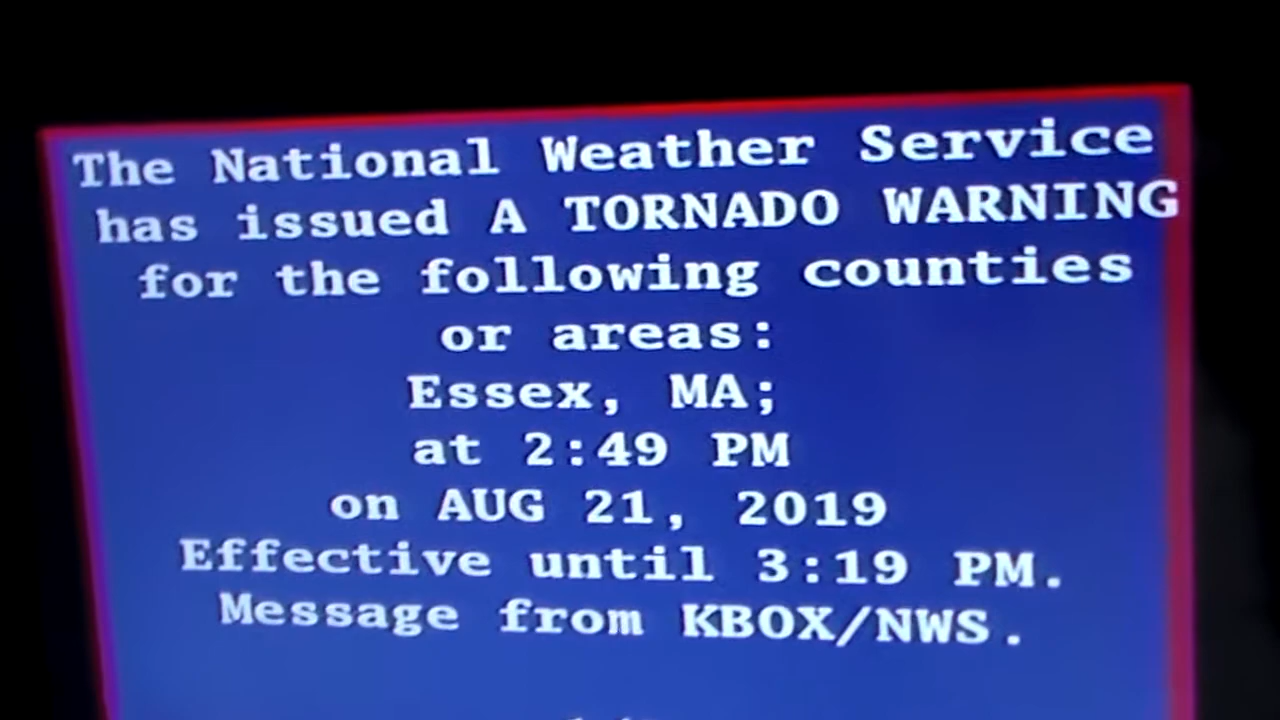 The National Weather Service
has issued A TORNADO WARNING
for the following counties
or areas:
Essex, MA;
at 2:49 PM
on AUG 21, 2019
Effective until 3:19 PM.
Message from KBOX/NWS.